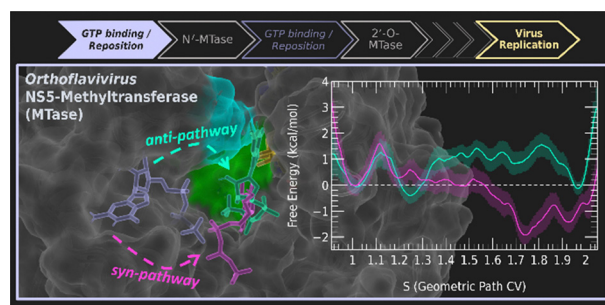 GTP binding /
Reposition
N⁷-MTase
GTP binding /
Reposition
2'-O-
MTase
Virus
Replication
Orthoflavivirus
NS5-Methyltransferase
(MTase)
anti-pathway
syn-pathway
Free Energy (kcal/mol)
4
3
2
1
0
−1
−2
1 1.1 1.2 1.3 1.4 1.5 1.6 1.7 1.8 1.9 2
S (Geometric Path CV)